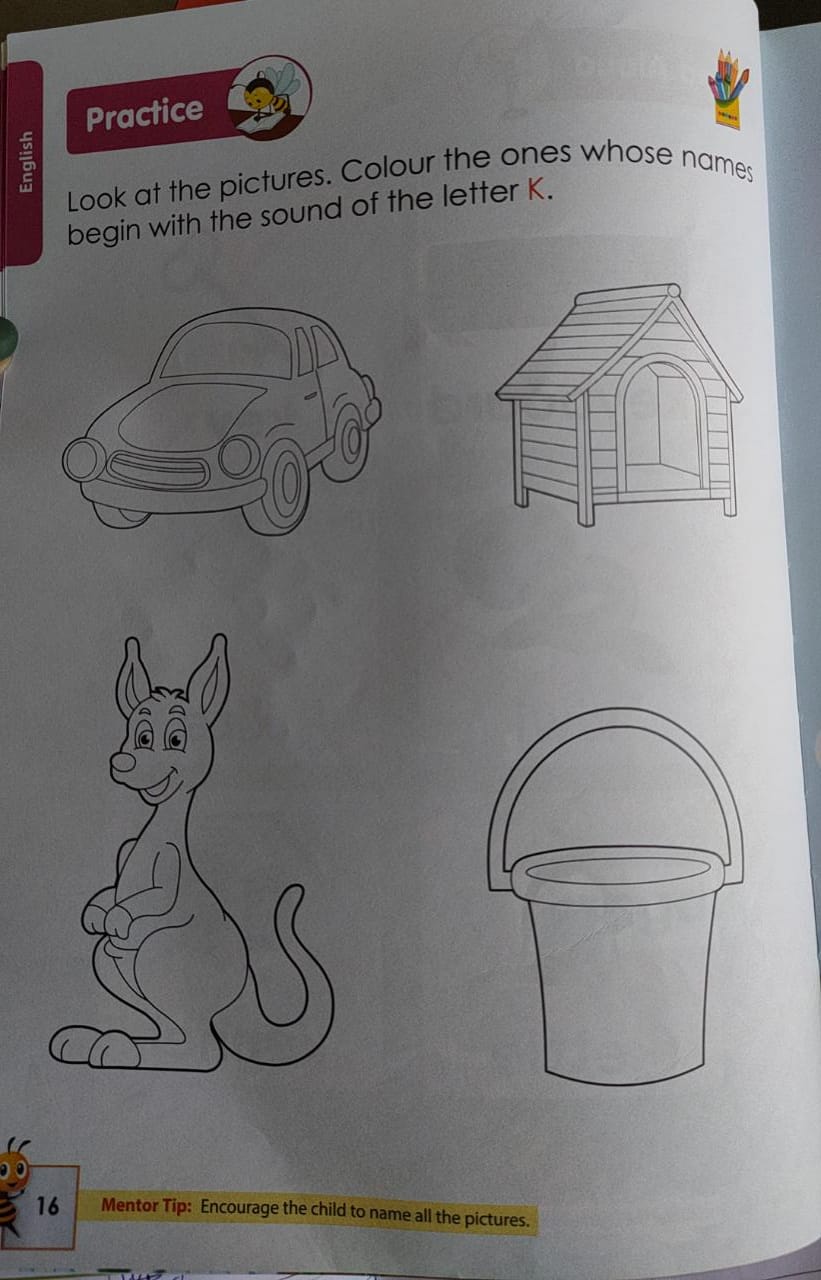 English
Practice
Look at the pictures. Colour the ones whose names
begin with the sound of the letter K.
16
Mentor Tip: Encourage the child to name all the pictures.